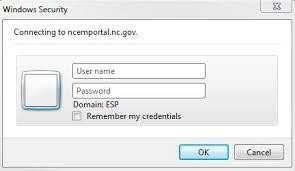 Windows Security
Connecting to ncemportal.nc.gov.
User name
Password
Domain: ESP
Remember my credentials
OK Cancel